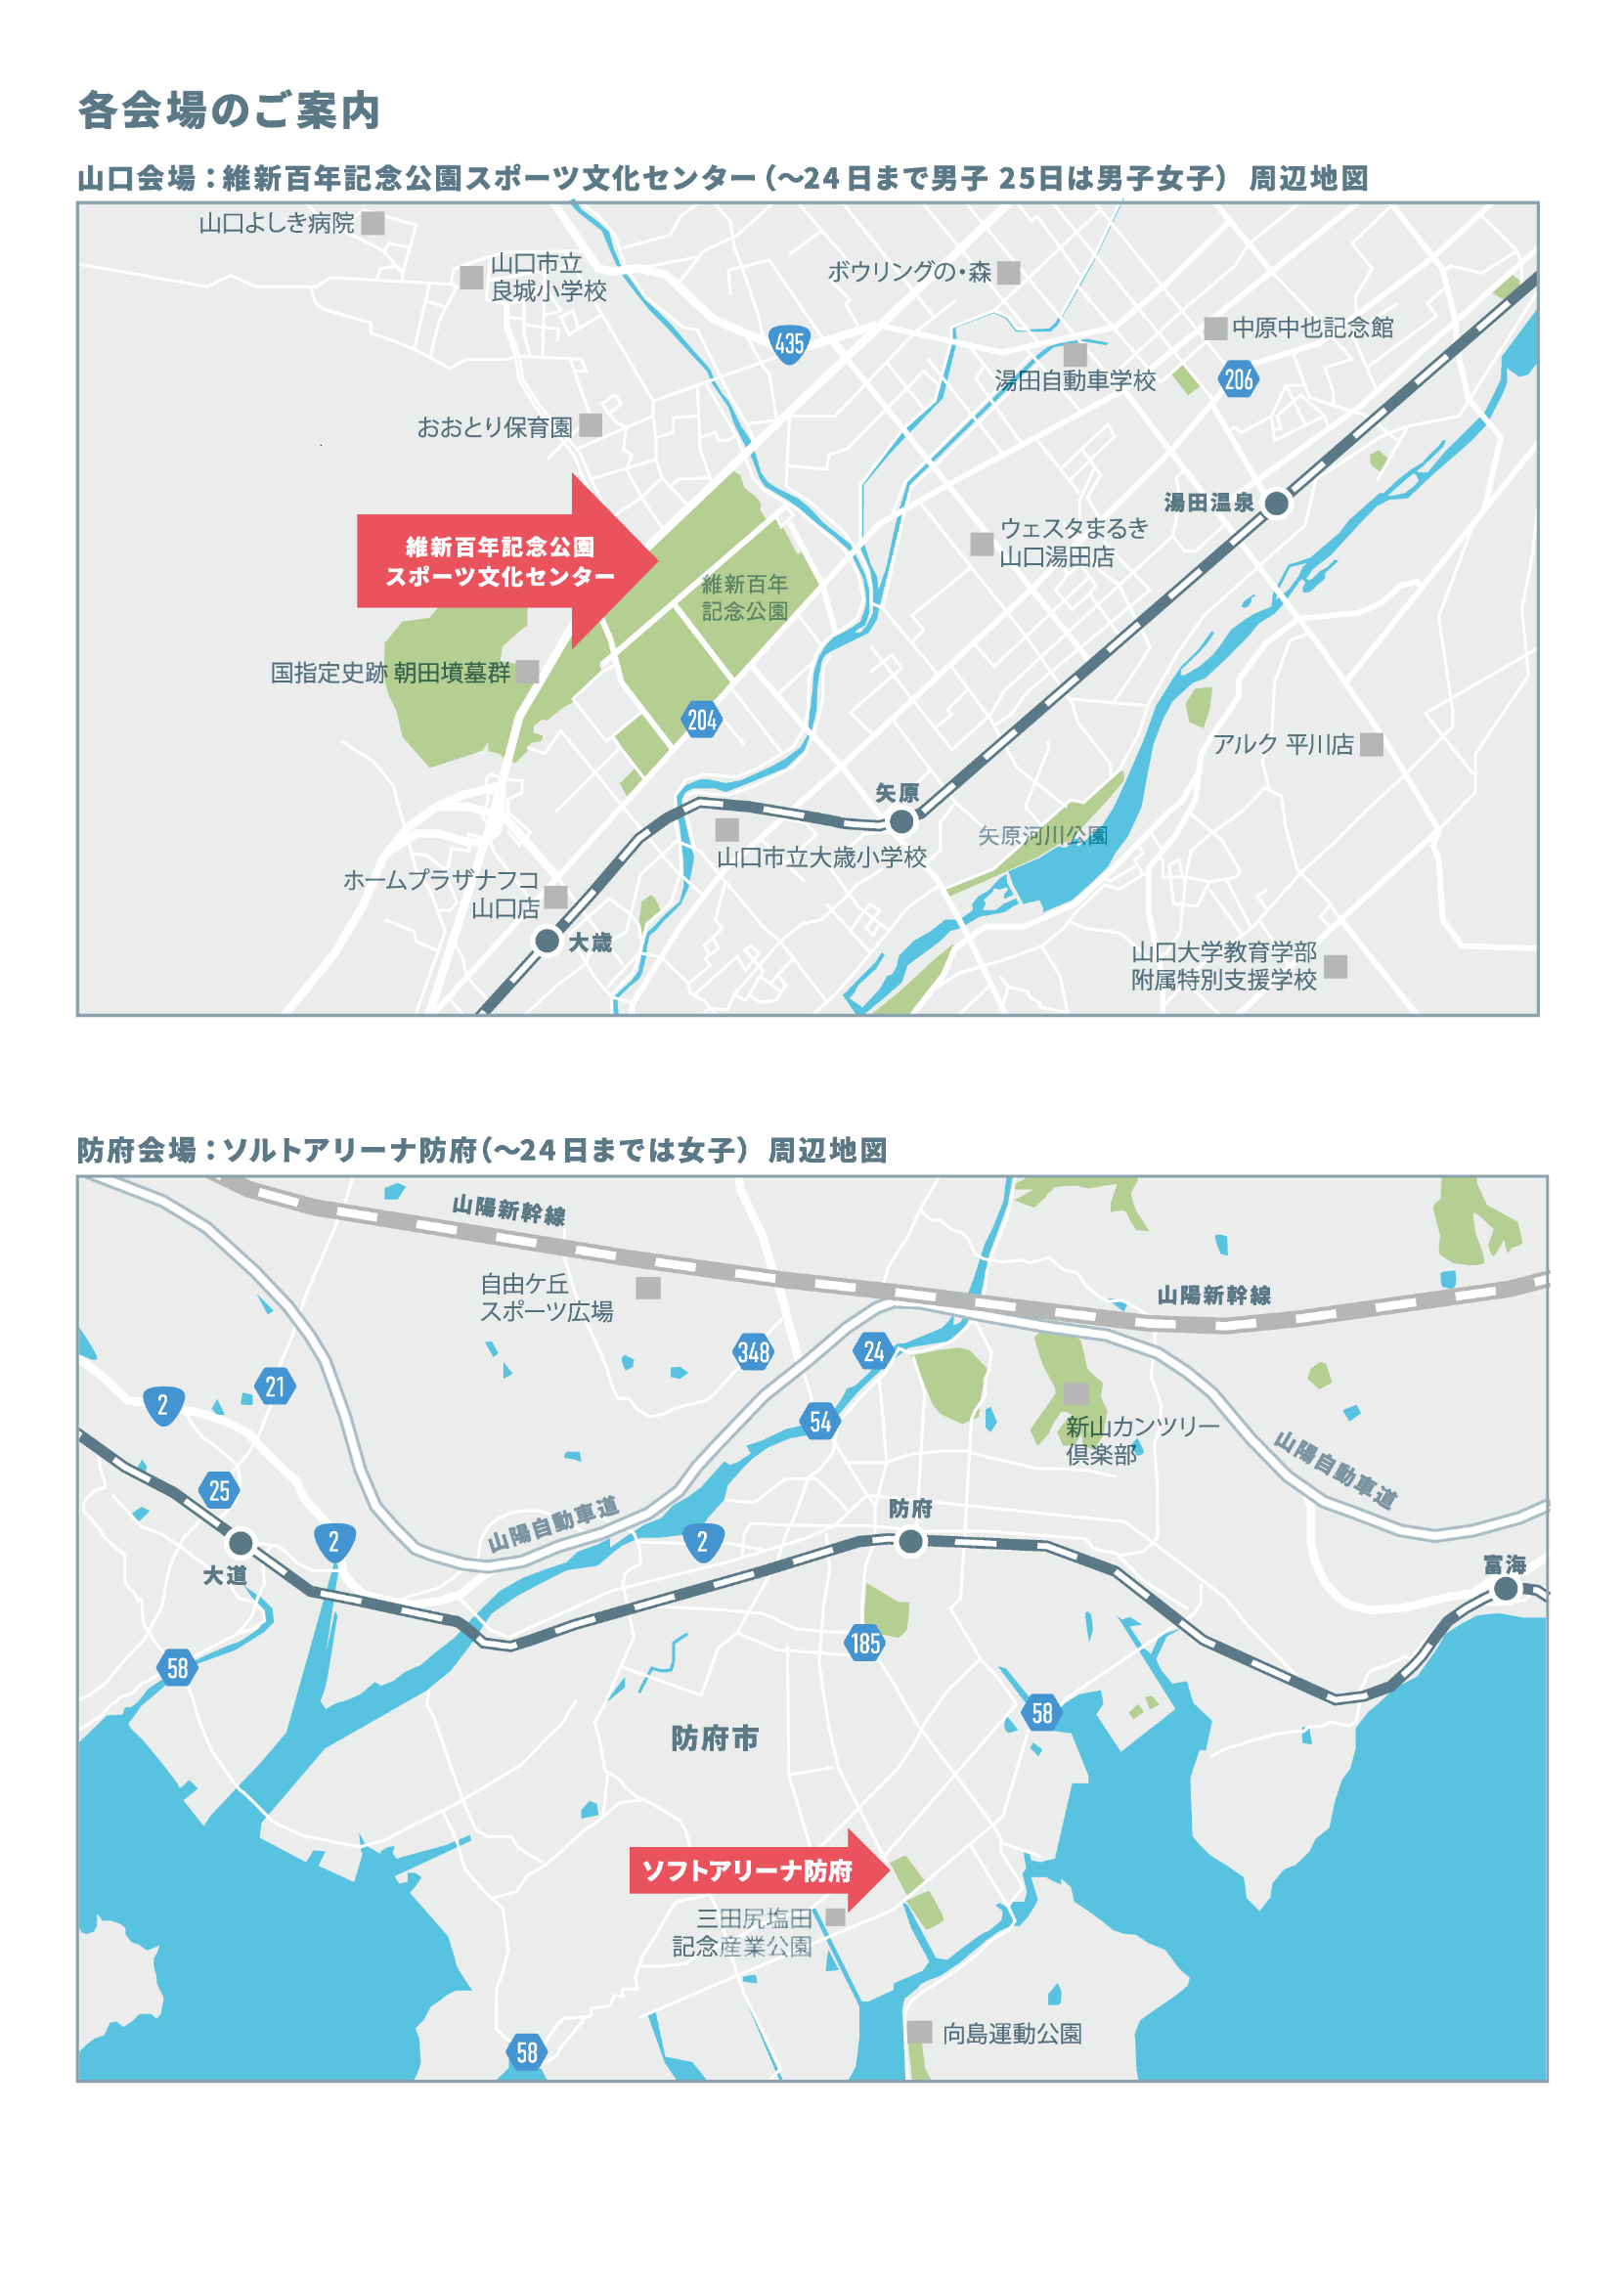 各会場のご案内
山口会場：維新百年記念公園スポーツ文化センター（～24日まで男子 25日は男子女子） 周辺地図
山口よしき病院
山口市立
良城小学校
ボウリングの・森
435
中原中也記念館
湯田自動車学校
206
おおとり保育園
湯田温泉
維新百年記念公園
スポーツ文化センター
ウェスタまるき
山口湯田店
維新百年
記念公園
国指定史跡 朝田墳墓群
204
アルク 平川店
矢原
矢原河川公園
山口市立大歳小学校
ホームプラザナフコ
山口店
大歳
山口大学教育学部
附属特別支援学校
防府会場：ソルトアリーナ防府（～24日までは女子） 周辺地図
山陽新幹線
自由ケ丘
スポーツ広場
山陽新幹線
348
24
21
2
54
新山カンツリー
倶楽部
山陽自動車道
25
山陽自動車道
防府
2
2
大道
富海
185
58
58
防府市
ソフトアリーナ防府
三田尻塩田
記念産業公園
向島運動公園
58